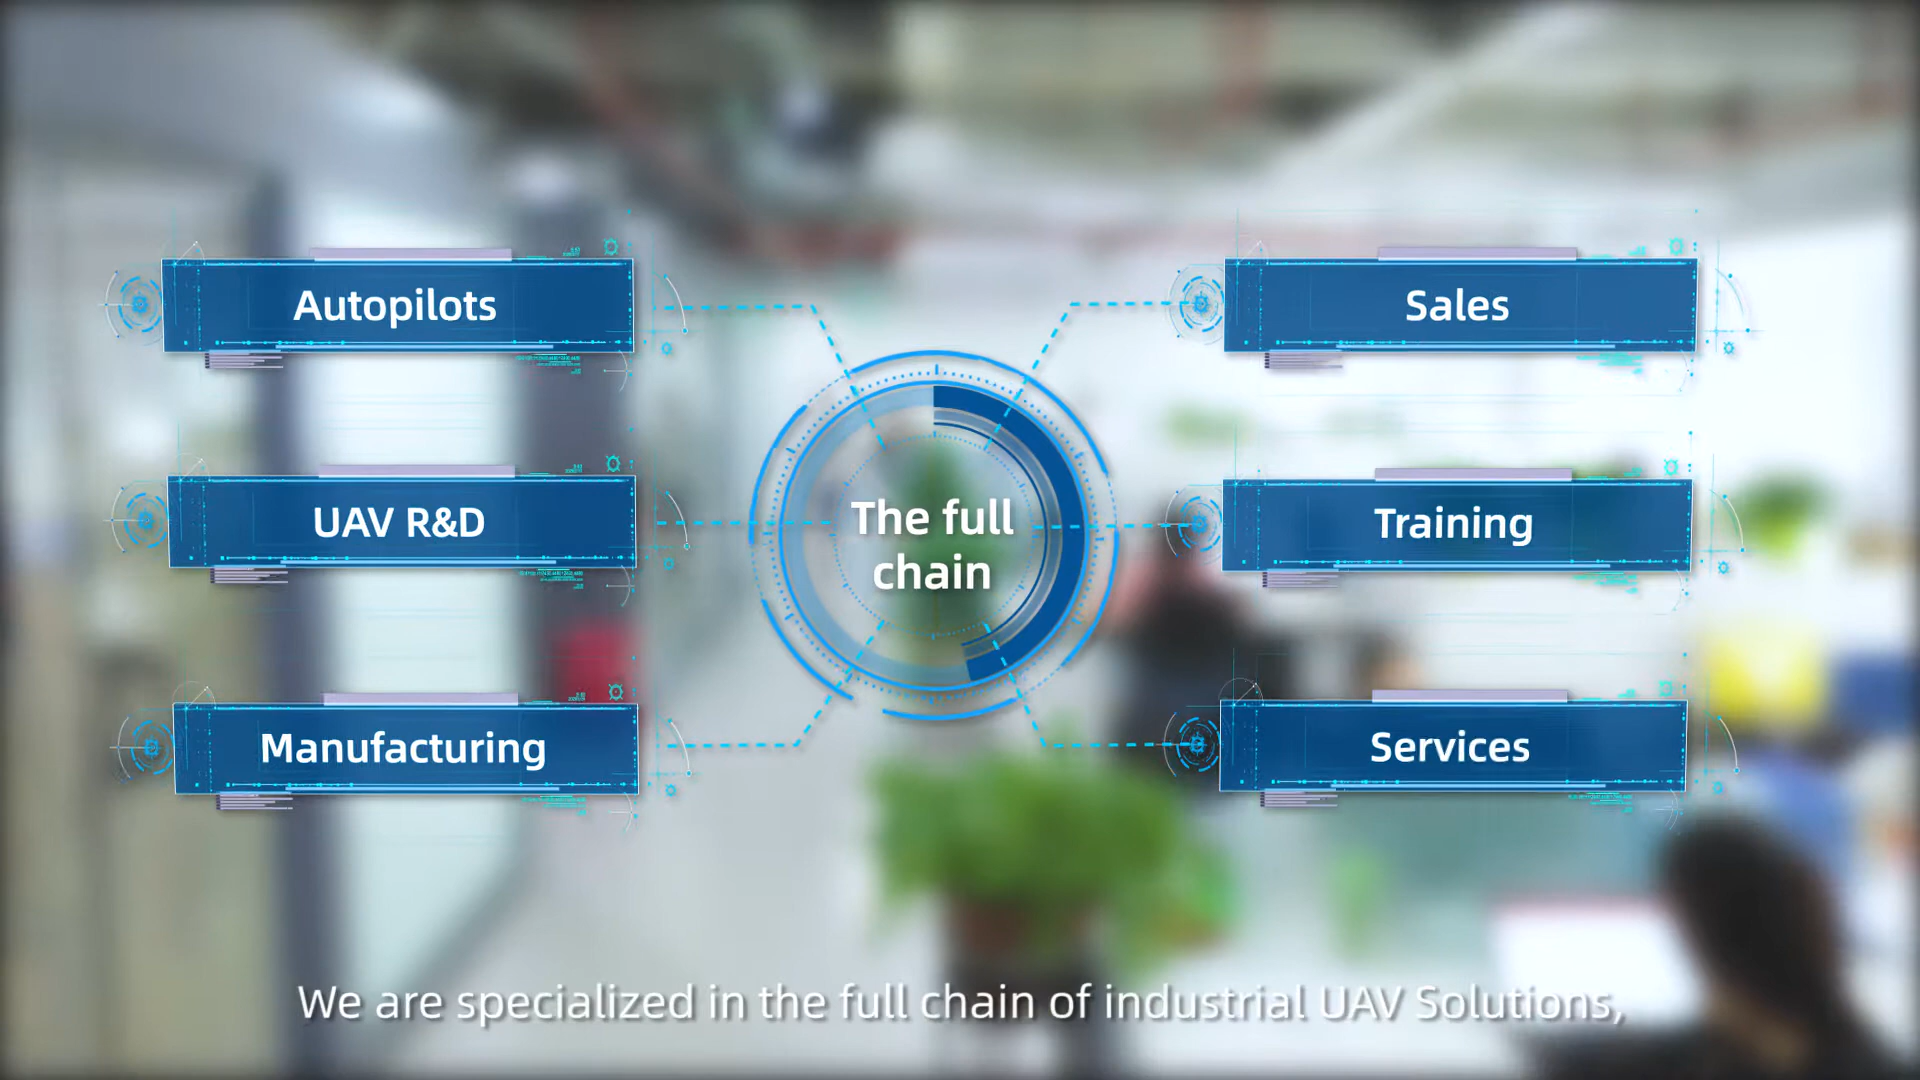 Autopilots
UAV R&D
Manufacturing
The full
chain
Sales
Training
Services
We are specialized in the full chain of industrial UAV Solutions,